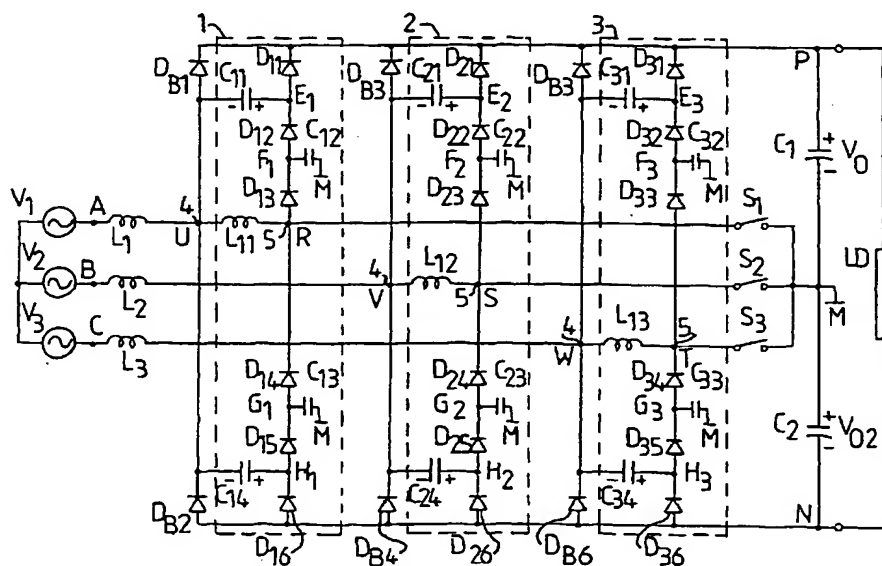 1 2 3
D11 D21 D31 P
DB1 C11 DB3 C21 DB3 C31
- + E1 - + E2 - + E3
D12 C12 D22 C22 D32 C32 C1 + - VO
F1 M F2 M F3 M
D13 D23 D33
V1 A 4 S1
L1 U L11 5 R
V2 B 4 L12 S2 LD
L2 V 5 S M
V3 C 4 L13 5 S3
L3 W T
D14 C13 D24 C23 D34 C33
G1 M G2 M G3 M C2 + - VO2
D15 D25 D35
- + H1 - + H2 - + H3
C14 C24 C34 N
DB2 D16 DB4 D26 DB6 D36